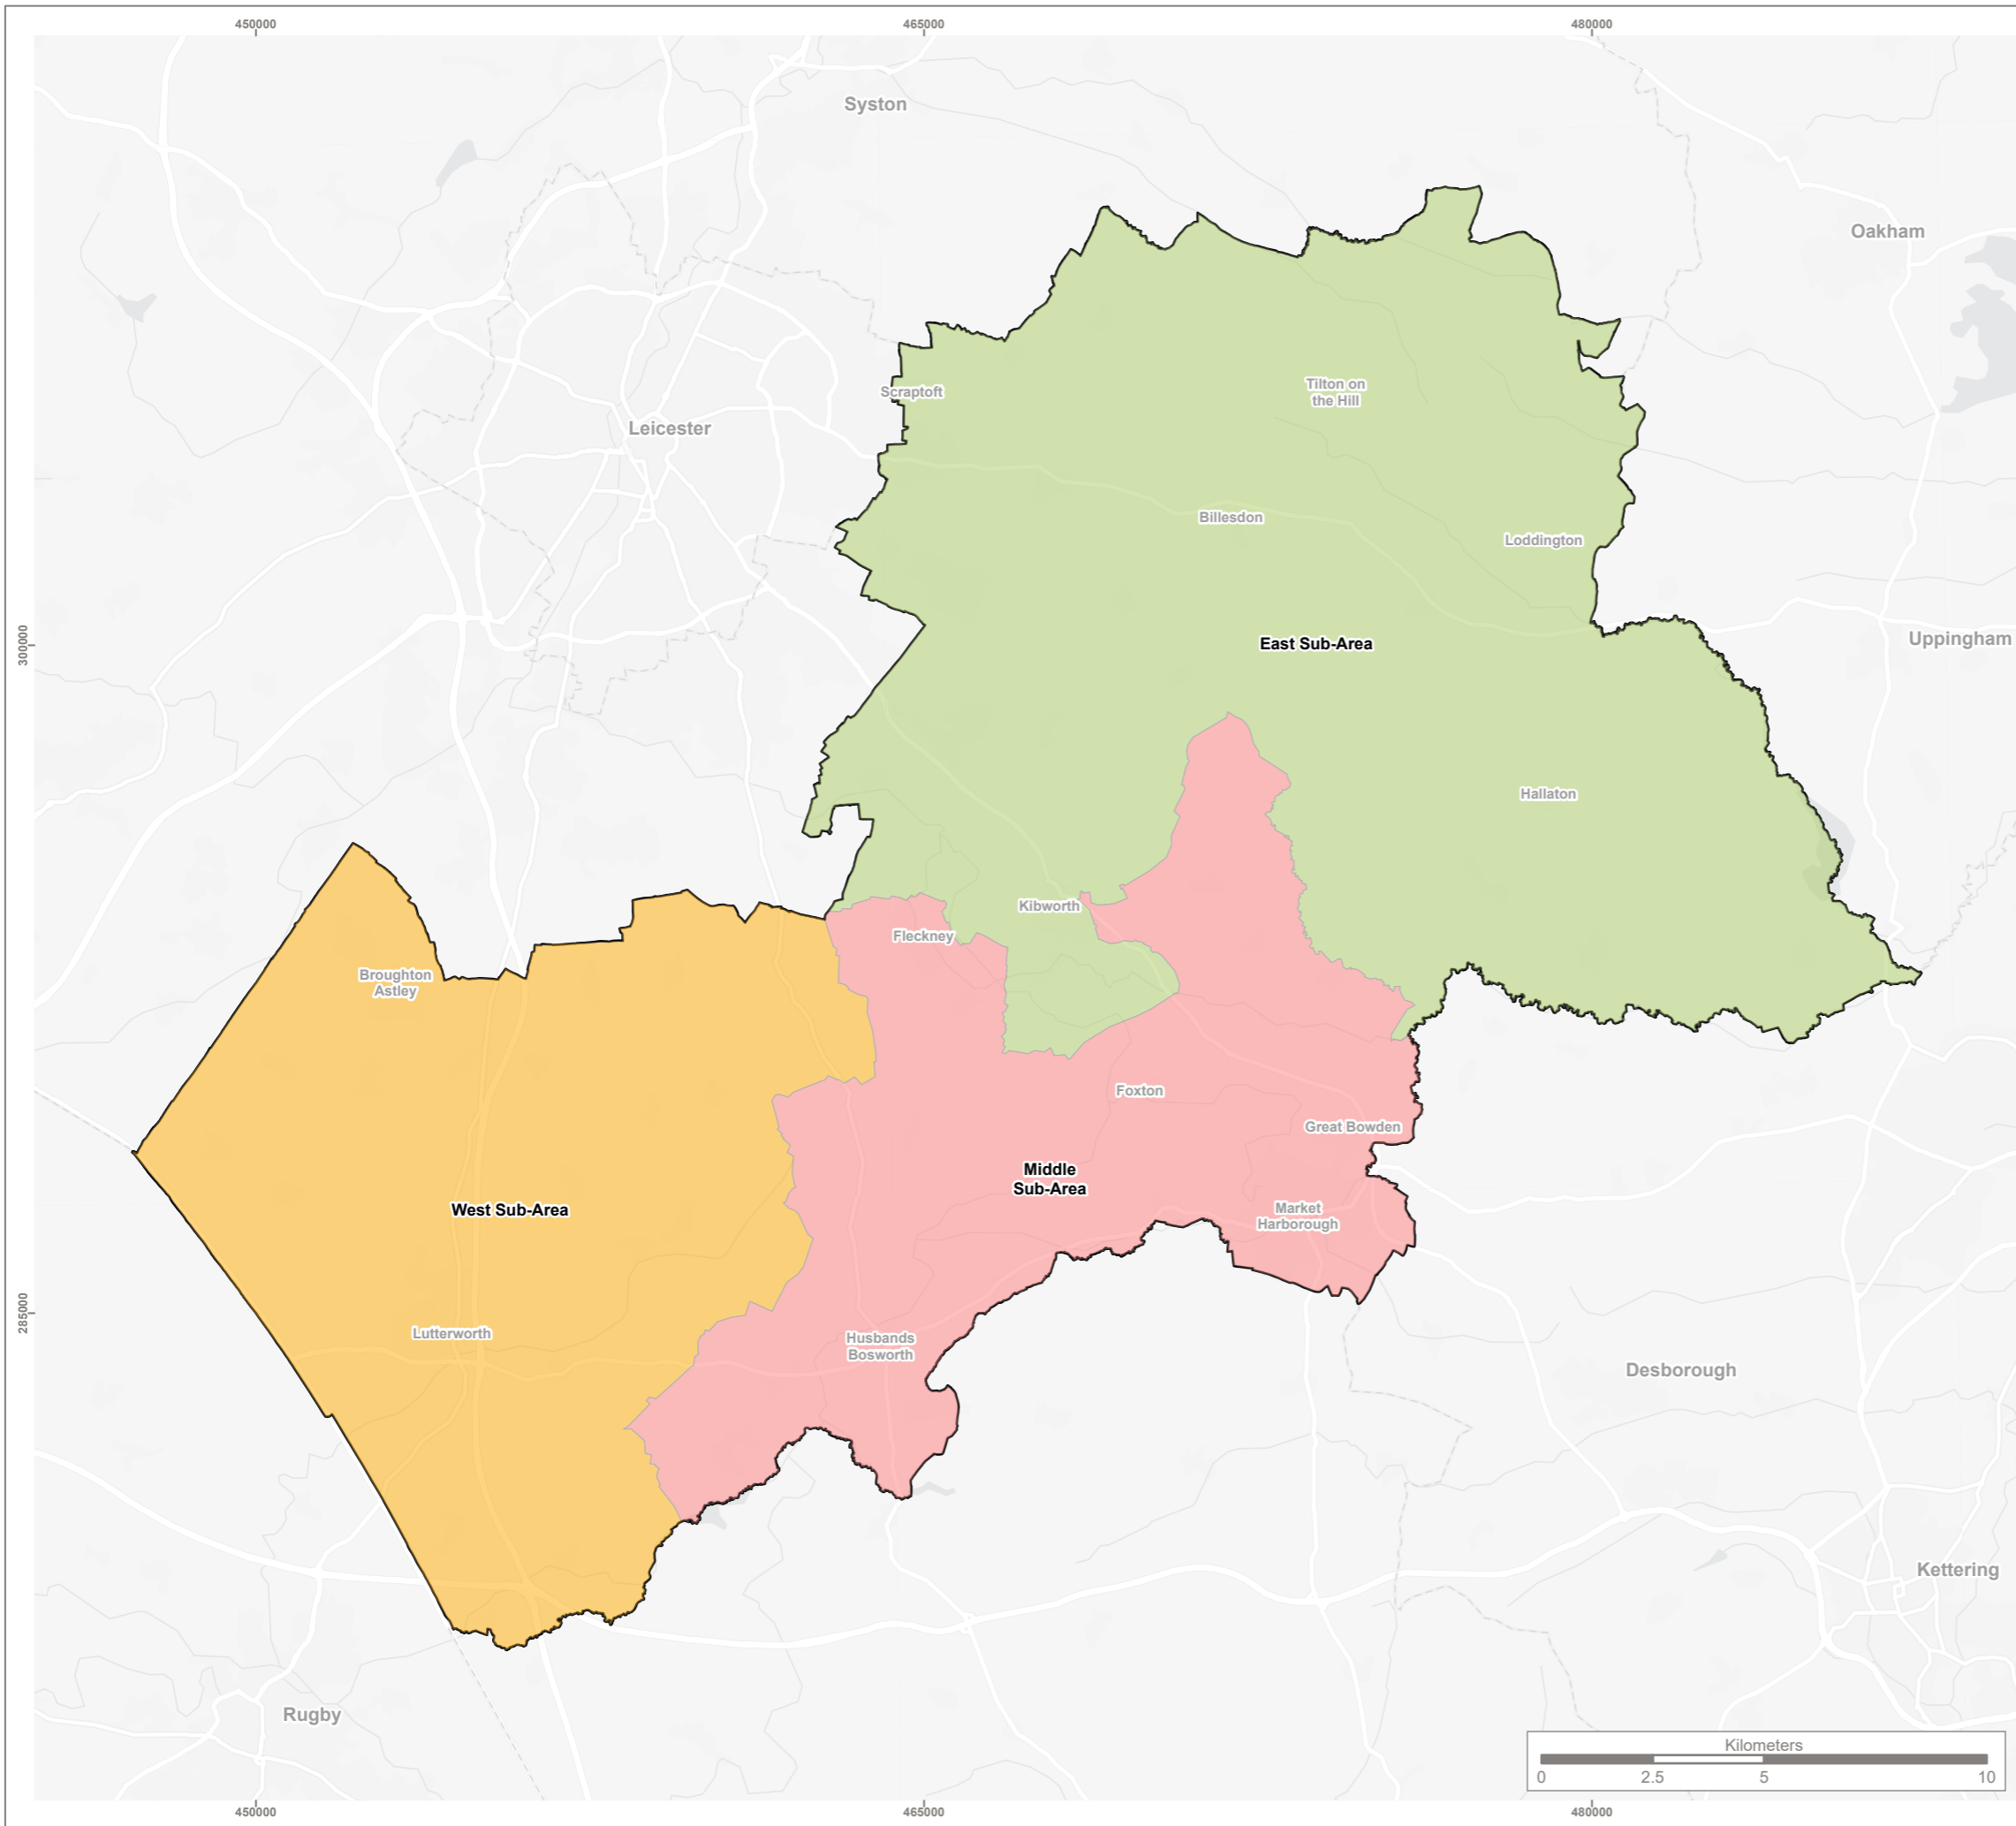 450000
465000
480000
Syston
Oakham
Scraptoft
Tilton on
the Hill
Leicester
Billesdon
Loddington
300000
East Sub-Area
Uppingham
Hallaton
Kibworth
Fleckney
Broughton
Astley
Foxton
Great Bowden
Middle
Sub-Area
West Sub-Area
Market
Harborough
285000
Lutterworth
Husbands
Bosworth
Desborough
Kettering
Rugby
Kilometers
0
2.5
5
10
450000
465000
480000